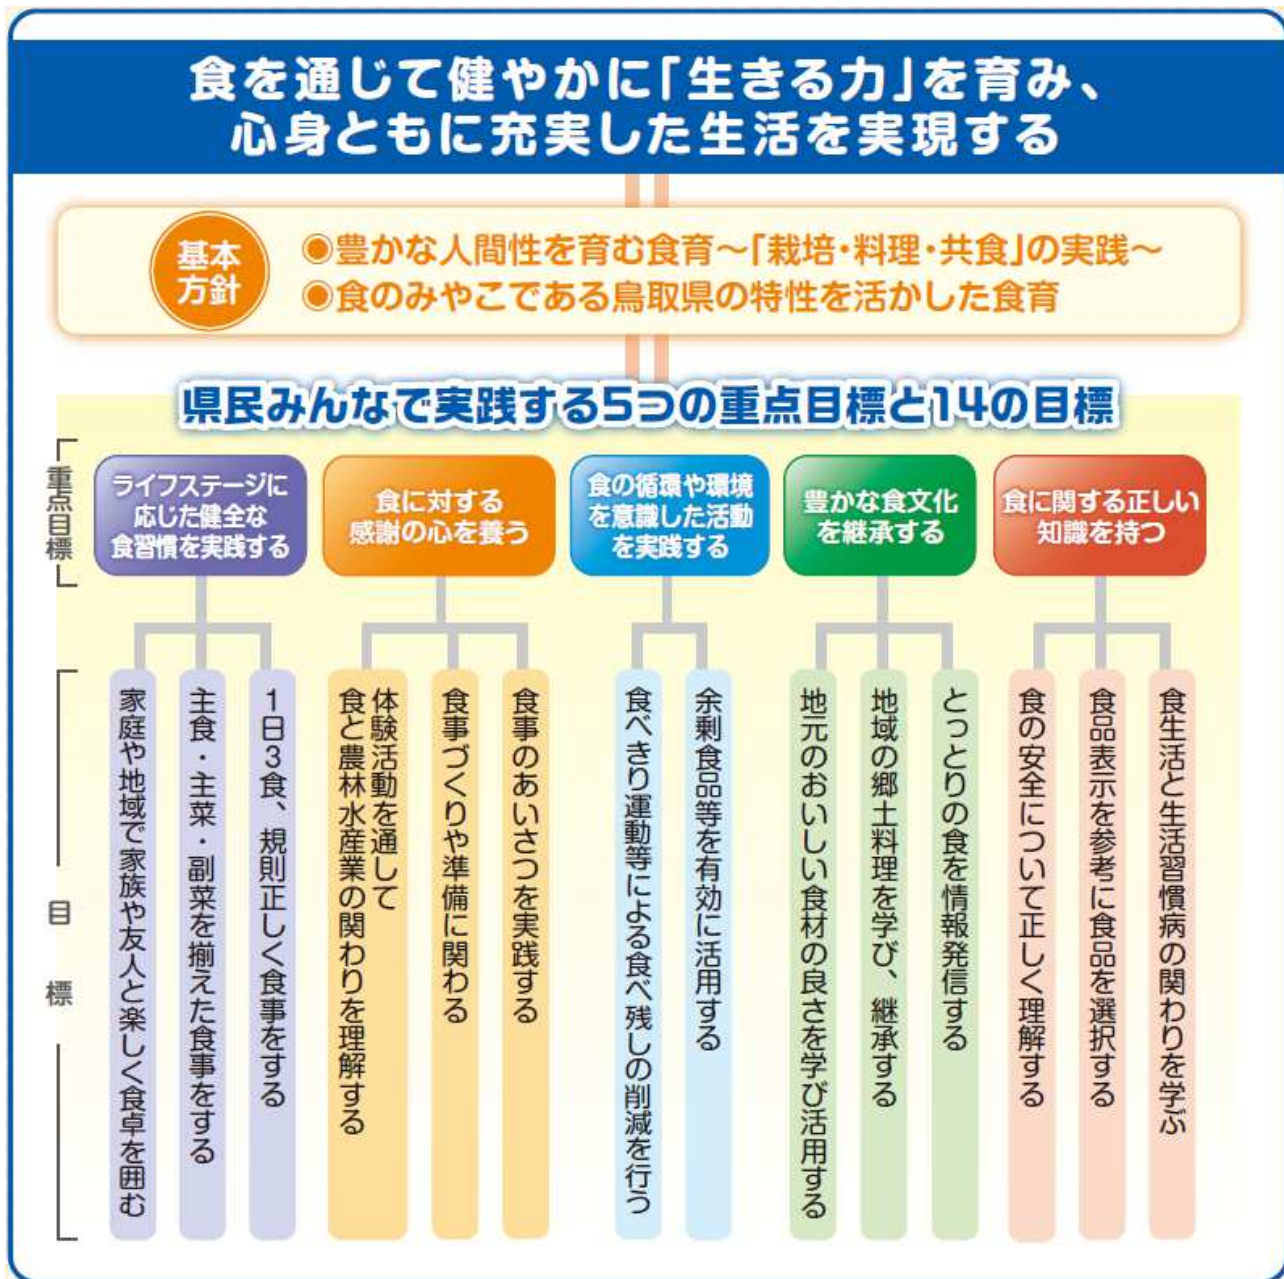 食を通じて健やかに「生きる力」を育み、
心身ともに充実した生活を実現する
基本
方針
◉豊かな人間性を育む食育～「栽培・料理・共食」の実践～
◉食のみやこである鳥取県の特性を活かした食育
県民みんなで実践する5つの重点目標と14の目標
重点目標
ライフステージに
応じた健全な
食習慣を実践する
食に対する
感謝の心を養う
食の循環や環境
を意識した活動
を実践する
豊かな食文化
を継承する
食に関する正しい
知識を持つ
目標
1日3食、規則正しく食事をする
主食・主菜・副菜を揃えた食事をする
家庭や地域で家族や友人と楽しく食卓を囲む
食事のあいさつを実践する
食事づくりや準備に関わる
体験活動を通して
食と農林水産業の関わりを理解する
余剰食品等を有効に活用する
食べきり運動等による食べ残しの削減を行う
とっとりの食を情報発信する
地域の郷土料理を学び、継承する
地元のおいしい食材の良さを学び活用する
食生活と生活習慣病の関わりを学ぶ
食品表示を参考に食品を選択する
食の安全について正しく理解する